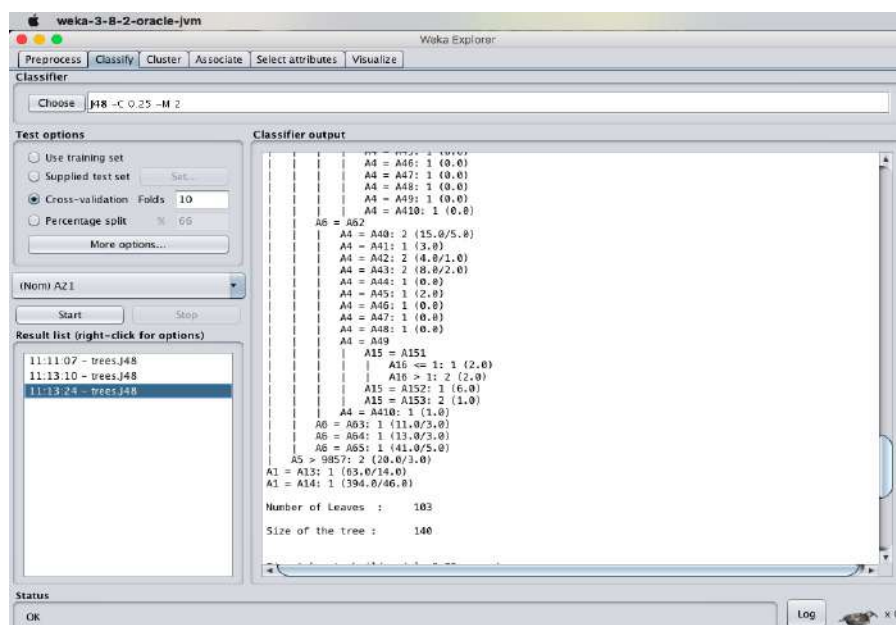 weka-3-8-2-oracle-jvm
Weka Explorer
Preprocess Classify Cluster Associate Select attributes Visualize
Classifier
Choose J48 -C 0.25 -M 2
Test options
Use training set
Supplied test set Set...
Cross-validation Folds 10
Percentage split % 66
More options...
(Nom) A21
Start Stop
Result list (right-click for options)
11:11:07 - trees.J48
11:13:10 - trees.J48
11:13:24 - trees.J48
Classifier output
| | | | A4 = A45: 1 (0.0)
| | | | A4 = A46: 1 (0.0)
| | | | A4 = A47: 1 (0.0)
| | | | A4 = A48: 1 (0.0)
| | | | A4 = A49: 1 (0.0)
| | | | A4 = A410: 1 (0.0)
| | A6 = A62
| | | A4 = A40: 2 (15.0/5.0)
| | | A4 = A41: 1 (3.0)
| | | A4 = A42: 2 (4.0/1.0)
| | | A4 = A43: 2 (8.0/2.0)
| | | A4 = A44: 1 (0.0)
| | | A4 = A45: 1 (2.0)
| | | A4 = A46: 1 (0.0)
| | | A4 = A47: 1 (0.0)
| | | A4 = A48: 1 (0.0)
| | | A4 = A49
| | | | A15 = A151
| | | | | A16 <= 1: 1 (2.0)
| | | | | A16 > 1: 2 (2.0)
| | | | A15 = A152: 1 (6.0)
| | | | A15 = A153: 2 (1.0)
| | | A4 = A410: 1 (1.0)
| | A6 = A63: 1 (11.0/3.0)
| | A6 = A64: 1 (13.0/3.0)
| | A6 = A65: 1 (41.0/5.0)
| A5 > 9857: 2 (20.0/3.0)
A1 = A13: 1 (63.0/14.0)
A1 = A14: 1 (394.0/46.0)
Number of Leaves : 103
Size of the tree : 140
Status
OK
Log
x